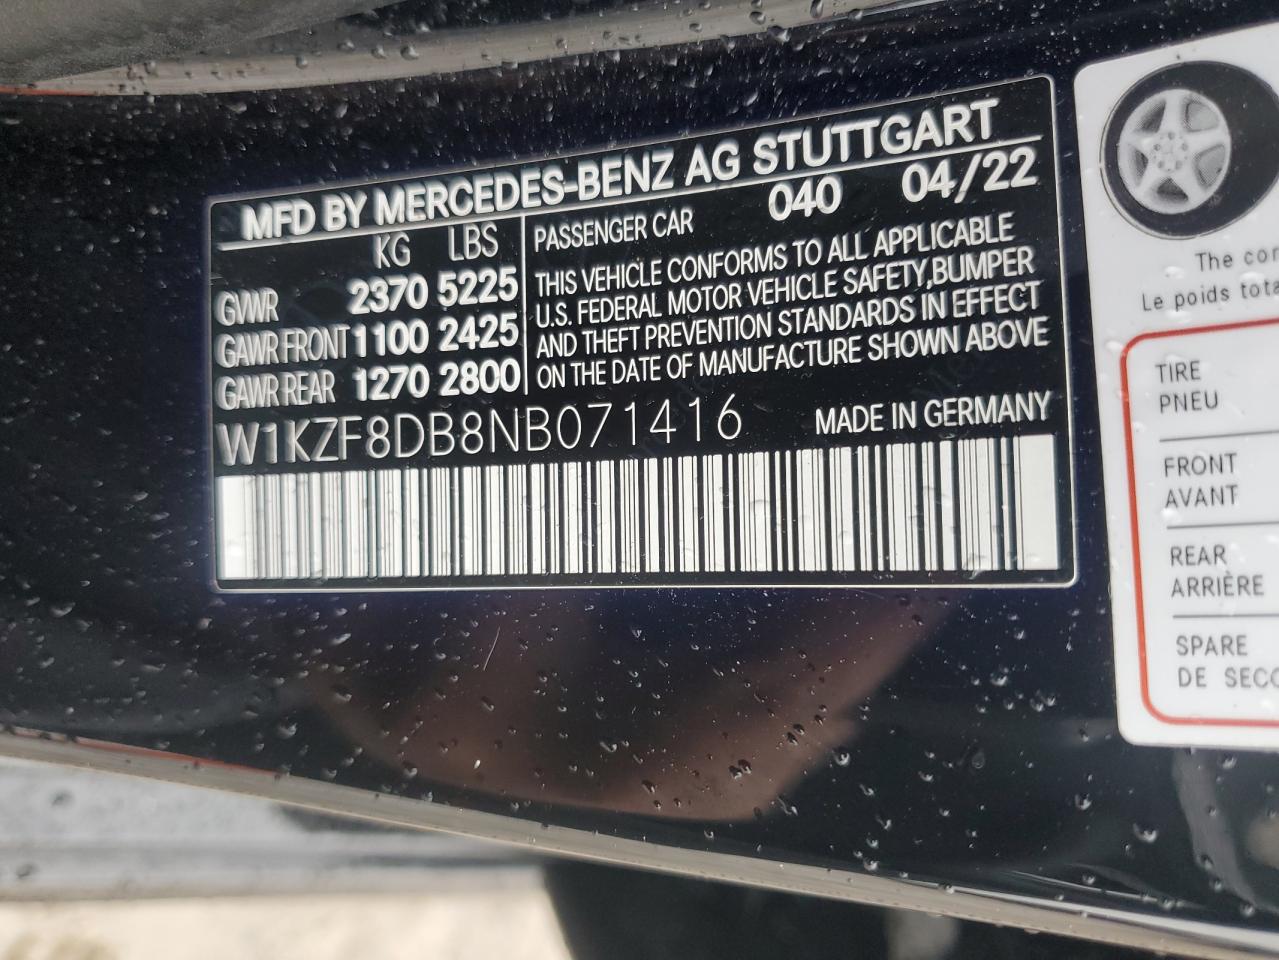 MFD BY MERCEDES-BENZ AG STUTTGART
KG LBS
GWR 2370 5225
GAWR FRONT 1100 2425
GAWR REAR 1270 2800
040 04/22
PASSENGER CAR
THIS VEHICLE CONFORMS TO ALL APPLICABLE
U.S. FEDERAL MOTOR VEHICLE SAFETY,BUMPER
AND THEFT PREVENTION STANDARDS IN EFFECT
ON THE DATE OF MANUFACTURE SHOWN ABOVE
W1KZF8DB8NB071416
MADE IN GERMANY
The
Le poids
TIRE
PNEU
FRONT
AVANT
REAR
ARRIÈRE
SPARE
DE